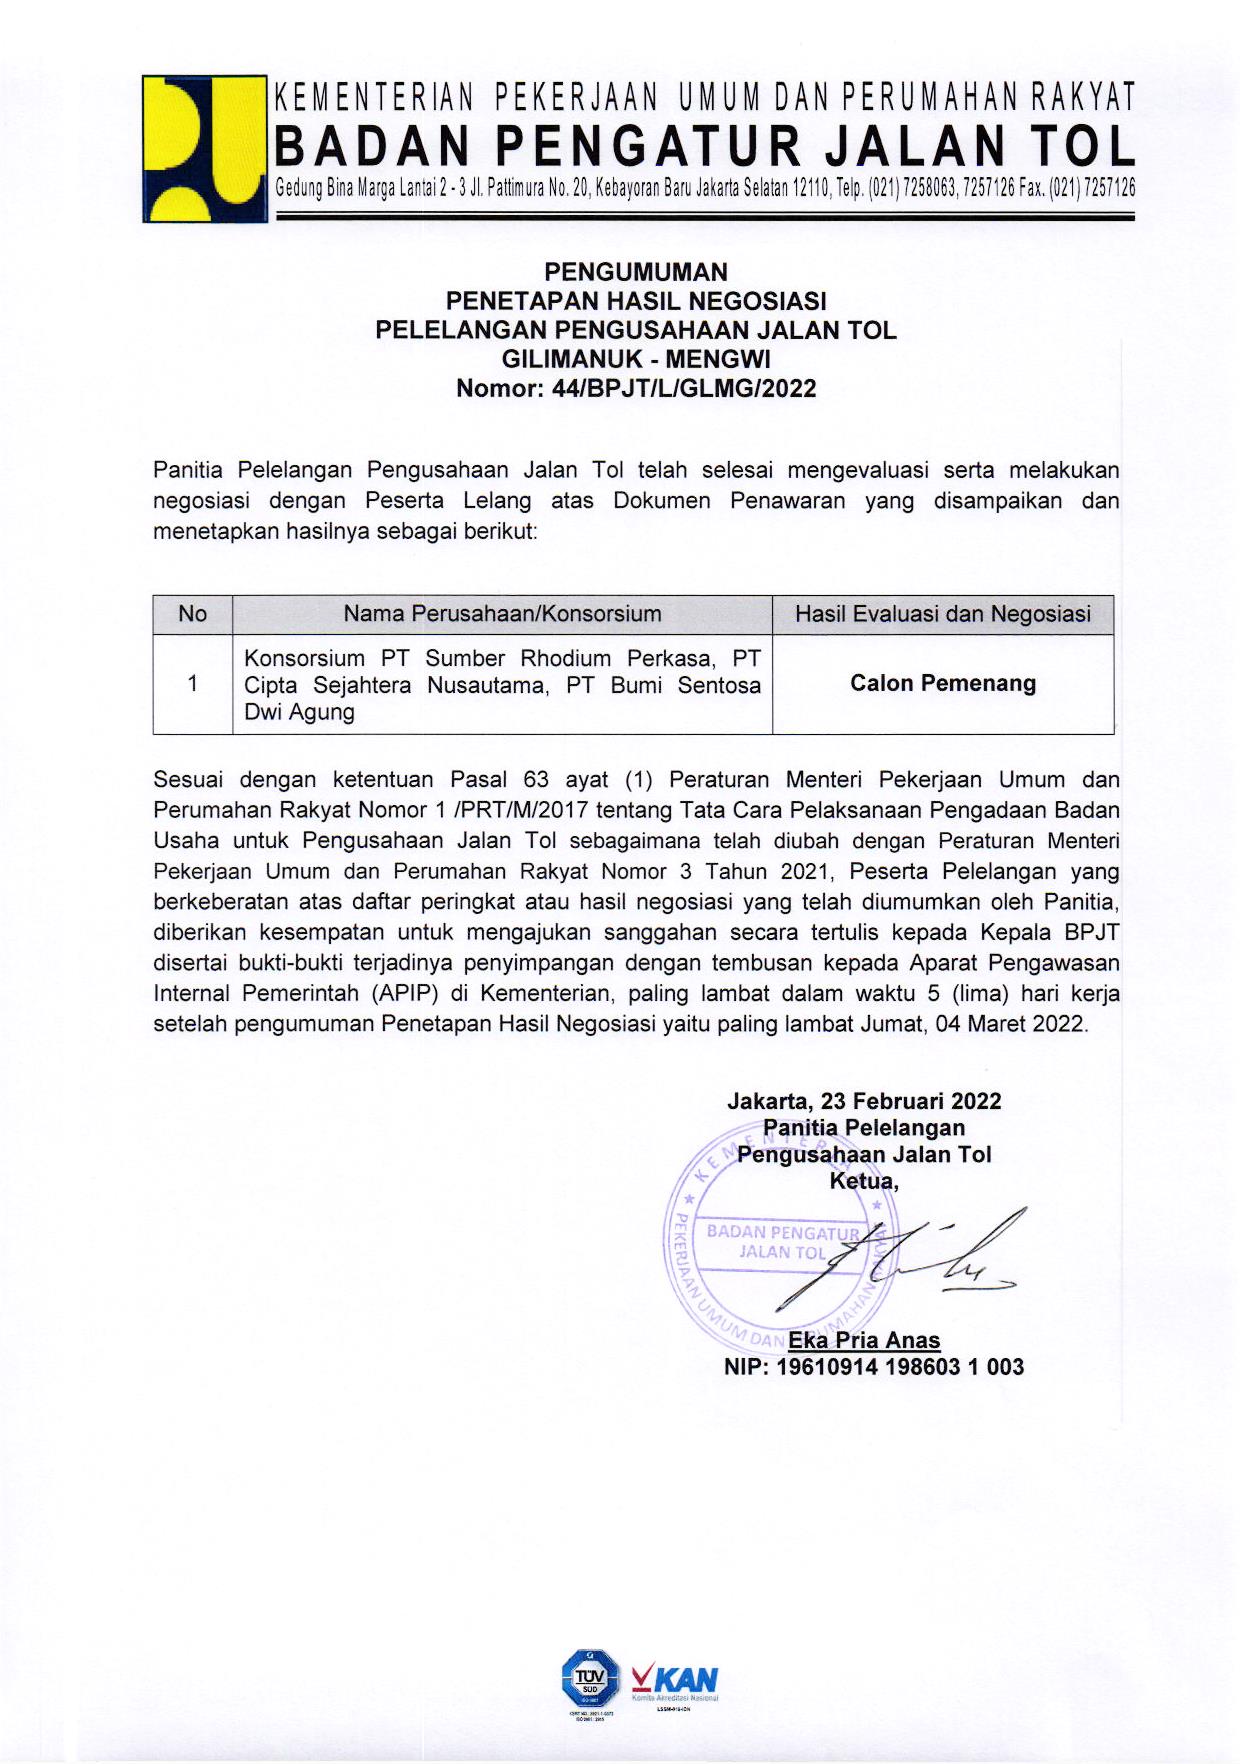 KEMENTERIAN PEKERJAAN UMUM DAN PERUMAHAN RAKYAT
BADAN PENGATUR JALAN TOL
Gedung Bina Marga Lantai 2 - 3 Jl. Pattimura No. 20, Kebayoran Baru Jakarta Selatan 12110, Telp. (021) 7258063, 7257126 Fax. (021) 7257126
PENGUMUMAN
PENETAPAN HASIL NEGOSIASI
PELELANGAN PENGUSAHAAN JALAN TOL
GILIMANUK - MENGWI
Nomor: 44/BPJT/L/GLMG/2022
Panitia Pelelangan Pengusahaan Jalan Tol telah selesai mengevaluasi serta melakukan
negosiasi dengan Peserta Lelang atas Dokumen Penawaran yang disampaikan dan
menetapkan hasilnya sebagai berikut:
No Nama Perusahaan/Konsorsium Hasil Evaluasi dan Negosiasi
1 Konsorsium PT Sumber Rhodium Perkasa, PT
Cipta Sejahtera Nusautama, PT Bumi Sentosa
Dwi Agung
Calon Pemenang
Sesuai dengan ketentuan Pasal 63 ayat (1) Peraturan Menteri Pekerjaan Umum dan
Perumahan Rakyat Nomor 1 /PRT/M/2017 tentang Tata Cara Pelaksanaan Pengadaan Badan
Usaha untuk Pengusahaan Jalan Tol sebagaimana telah diubah dengan Peraturan Menteri
Pekerjaan Umum dan Perumahan Rakyat Nomor 3 Tahun 2021, Peserta Pelelangan yang
berkeberatan atas daftar peringkat atau hasil negosiasi yang telah diumumkan oleh Panitia,
diberikan kesempatan untuk mengajukan sanggahan secara tertulis kepada Kepala BPJT
disertai bukti-bukti terjadinya penyimpangan dengan tembusan kepada Aparat Pengawasan
Internal Pemerintah (APIP) di Kementerian, paling lambat dalam waktu 5 (lima) hari kerja
setelah pengumuman Penetapan Hasil Negosiasi yaitu paling lambat Jumat, 04 Maret 2022.
Jakarta, 23 Februari 2022
Panitia Pelelangan
Pengusahaan Jalan Tol
Ketua,
KEMENTERIAN
BADAN PENGATUR
JALAN TOL
PEKERJAAN UMUM DAN PERUMAHAN RAKYAT
Eka Pria Anas
NIP: 19610914 198603 1 003
TÜV
SÜD
KAN
Komite Akreditasi Nasional